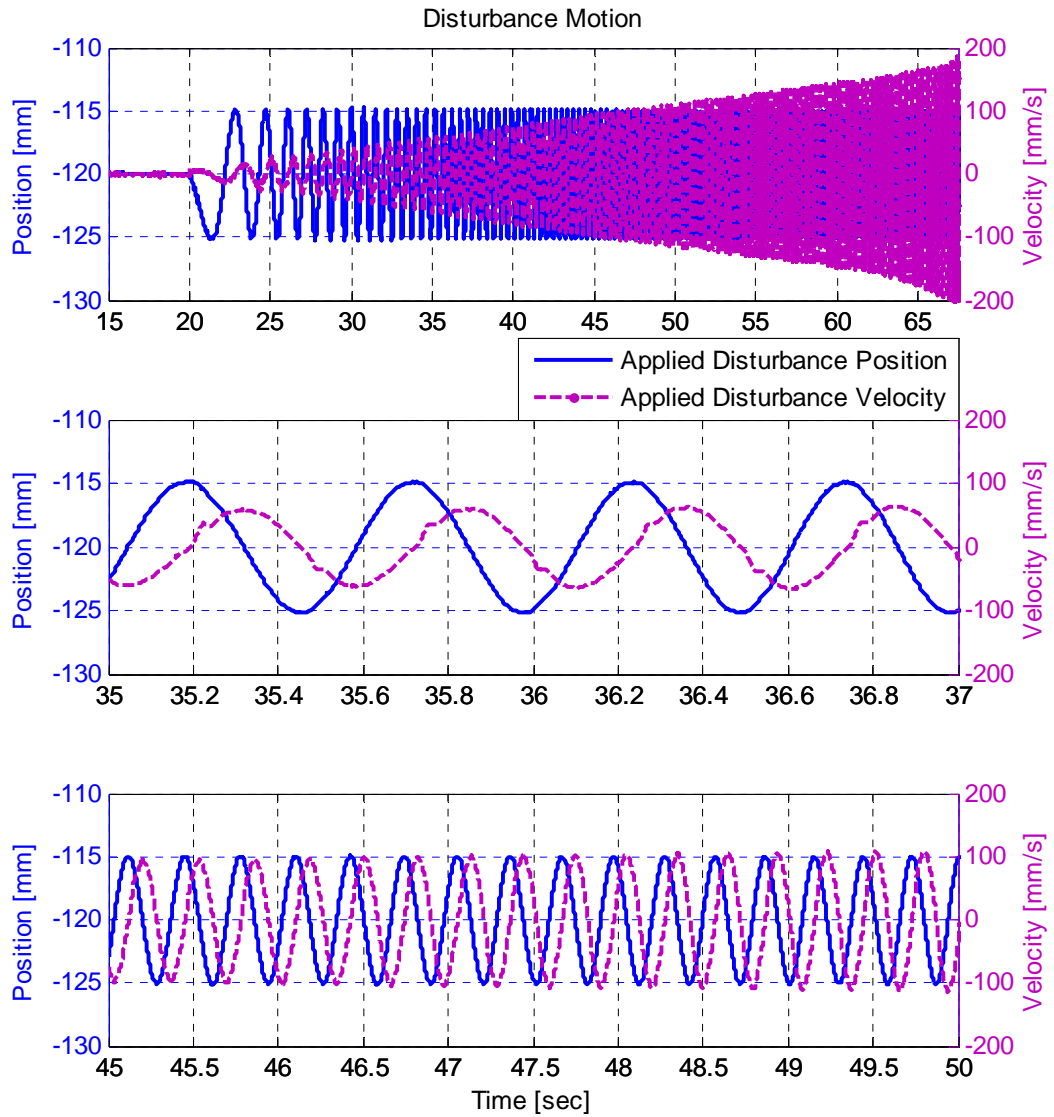 Disturbance Motion
-110 200
-115 100
-120 0
-125 -100
-130 -200
Position [mm]
Velocity [mm/s]
15 20 25 30 35 40 45 50 55 60 65
Applied Disturbance Position
Applied Disturbance Velocity
-110 200
-115 100
-120 0
-125 -100
-130 -200
Position [mm]
Velocity [mm/s]
35 35.2 35.4 35.6 35.8 36 36.2 36.4 36.6 36.8 37
-110 200
-115 100
-120 0
-125 -100
-130 -200
Position [mm]
Velocity [mm/s]
45 45.5 46 46.5 47 47.5 48 48.5 49 49.5 50
Time [sec]